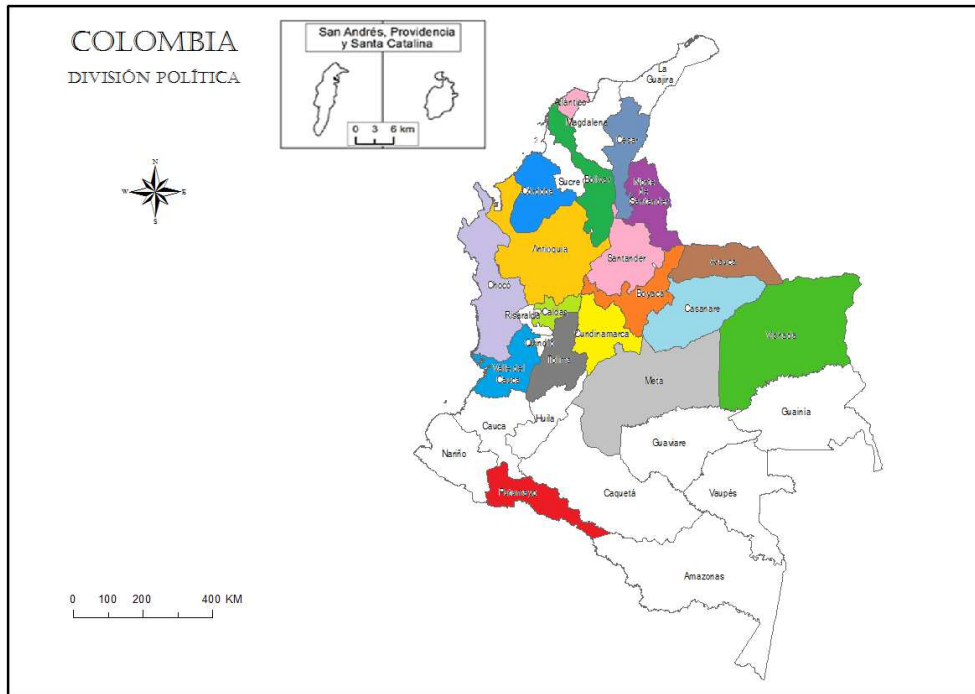 COLOMBIA
DIVISIÓN POLÍTICA
San Andrés, Providencia
y Santa Catalina
0 3 6 km
N
W
E
S
La
Guajira
Atlántico
Magdalena
Cesar
Sucre
Bolívar
Córdoba
Norte
de
Santander
Antioquia
Santander
Arauca
Chocó
Boyacá
Caldas
Risaralda
Casanare
Cundinamarca
Vichada
Quindío
Tolima
Valle del
Cauca
Meta
Guainía
Huila
Cauca
Guaviare
Nariño
Putumayo
Caquetá
Vaupés
Amazonas
0 100 200 400 KM